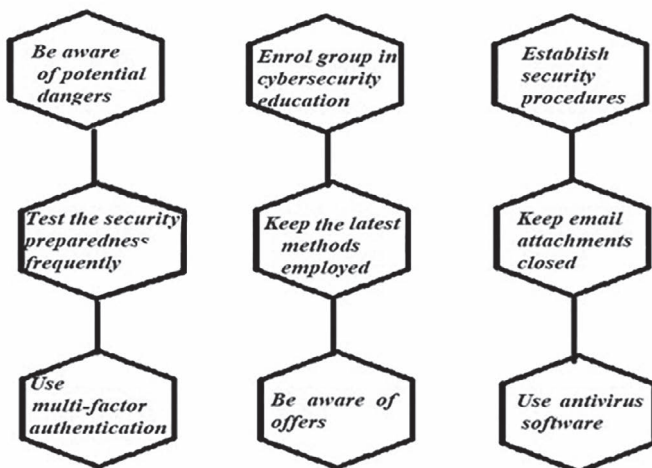 Be aware
of potential
dangers
Enrol group in
cybersecurity
education
Establish
security
procedures
Test the security
preparedness
frequently
Keep the latest
methods
employed
Keep email
attachments
closed
Use
multi-factor
authentication
Be aware of
offers
Use antivirus
software